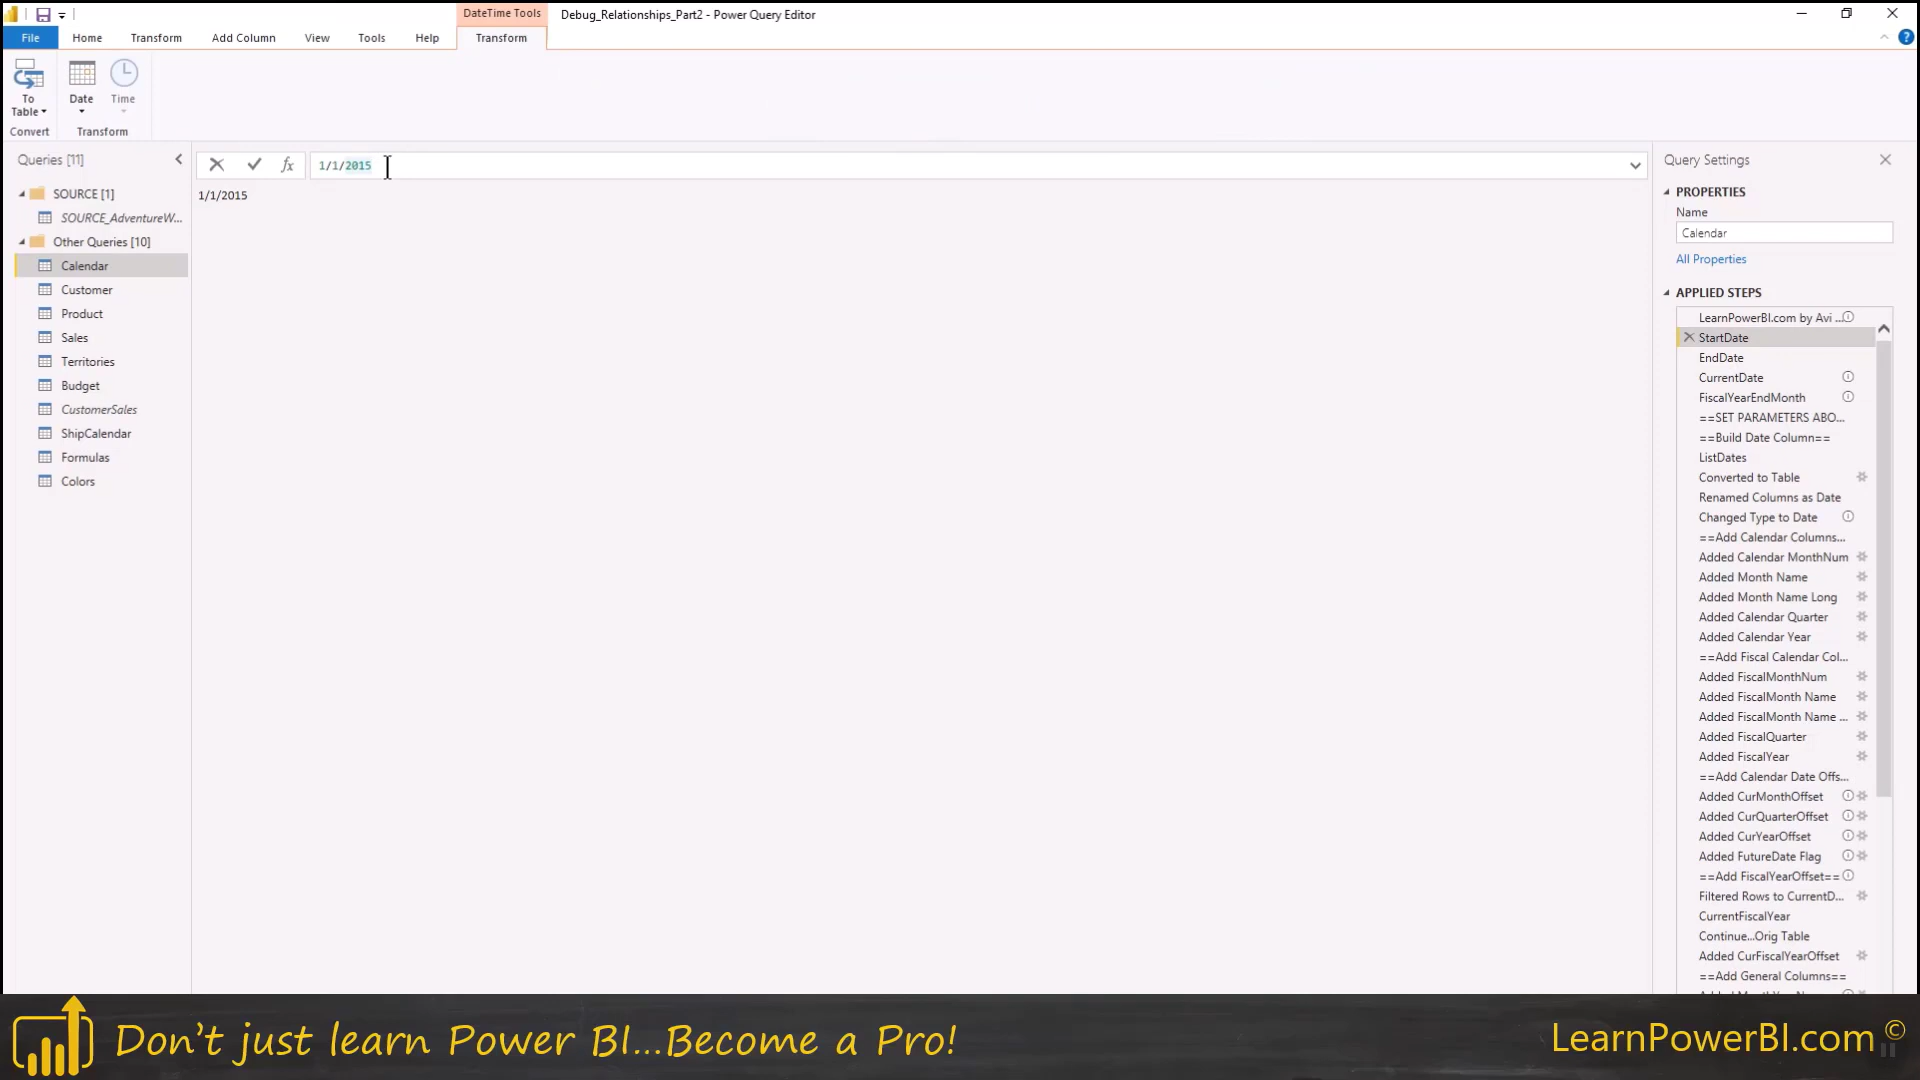 DateTime Tools
Debug_Relationships_Part2 - Power Query Editor
File
Home
Transform
Add Column
View
Tools
Help
Transform
To Table
Date
Time
Convert
Transform
Queries [11]
SOURCE [1]
SOURCE_AdventureW...
Other Queries [10]
Calendar
Customer
Product
Sales
Territories
Budget
CustomerSales
ShipCalendar
Formulas
Colors
fx
1/1/2015
1/1/2015
Query Settings
PROPERTIES
Name
Calendar
All Properties
APPLIED STEPS
LearnPowerBI.com by Avi ...
StartDate
EndDate
CurrentDate
FiscalYearEndMonth
==SET PARAMETERS ABO...
==Build Date Column==
ListDates
Converted to Table
Renamed Columns as Date
Changed Type to Date
==Add Calendar Columns...
Added Calendar MonthNum
Added Month Name
Added Month Name Long
Added Calendar Quarter
Added Calendar Year
==Add Fiscal Calendar Col...
Added FiscalMonthNum
Added FiscalMonth Name
Added FiscalMonth Name ...
Added FiscalQuarter
Added FiscalYear
==Add Calendar Date Offs...
Added CurMonthOffset
Added CurQuarterOffset
Added CurYearOffset
Added FutureDate Flag
==Add FiscalYearOffset==
Filtered Rows to CurrentD...
CurrentFiscalYear
Continue...Orig Table
Added CurFiscalYearOffset
==Add General Columns==
Don't just learn Power BI...Become a Pro!
LearnPowerBI.com ©